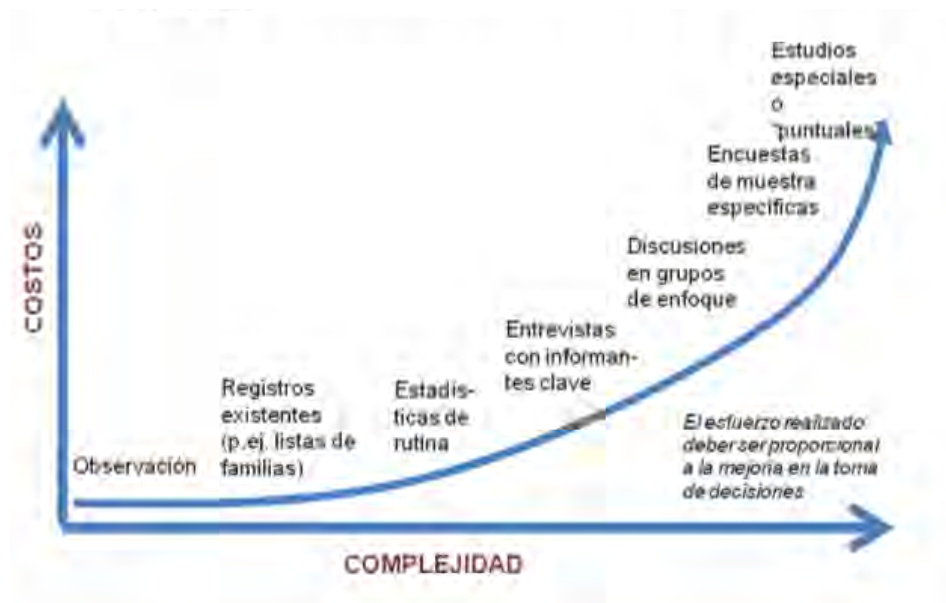 Estudios
especiales
o
"puntuales
Encuestas
de muestra
especificas
Discusiones
en grupos
de enfoque
Entrevistas
con informan-
tes clave
Estadís-
ticas de
rutina
Registros
existentes
(p.ej. listas de
familias)
Observación
El esfuerzo realizado
deber ser proporcional
a la mejoria en la toma
de decisiones
COSTOS
COMPLEJIDAD